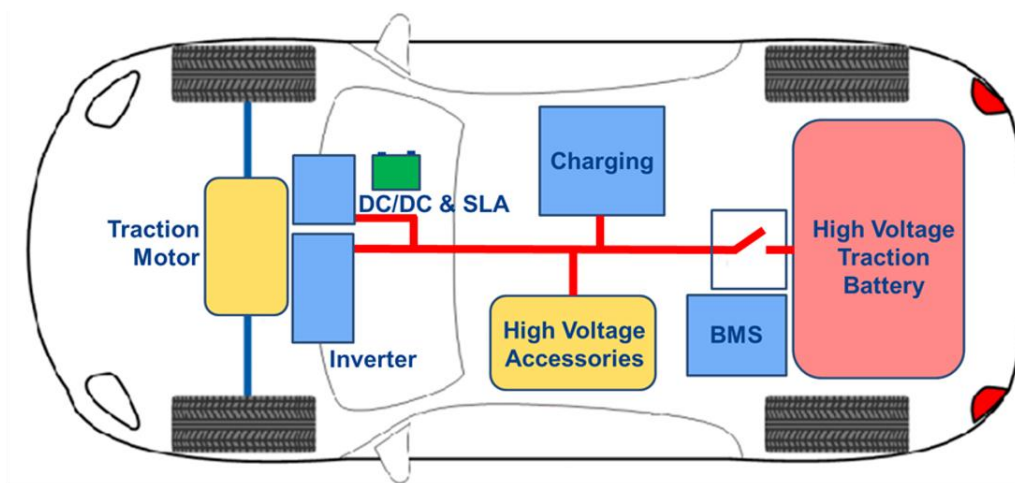 Charging
DC/DC & SLA
Traction
Motor
High Voltage
Traction
Battery
High Voltage
Accessories
BMS
Inverter